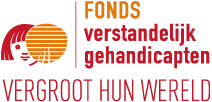 FONDS
verstandelijk
gehandicapten
VERGROOT HUN WERELD